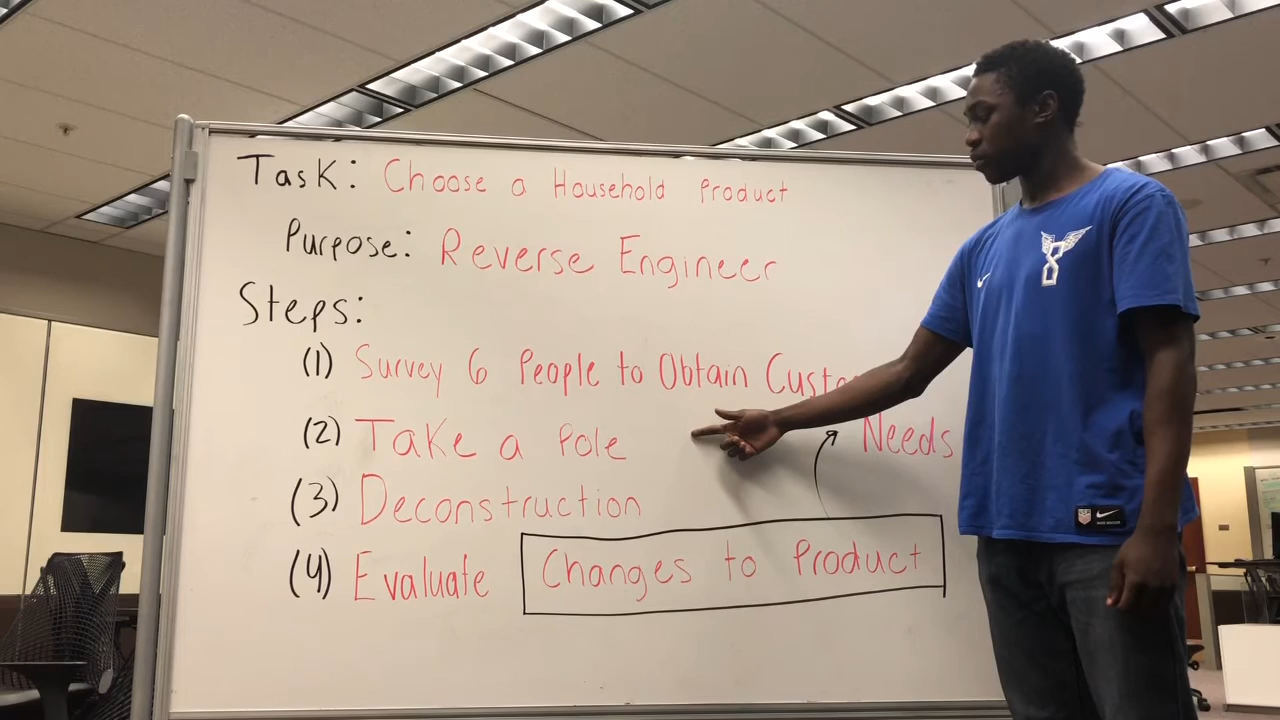 Task: Choose a Household Product
Purpose: Reverse Engineer
Steps:
(1) Survey 6 People to Obtain
Needs
(2) Take a Pole
(3) Deconstruction
(4) Evaluate Changes to Product